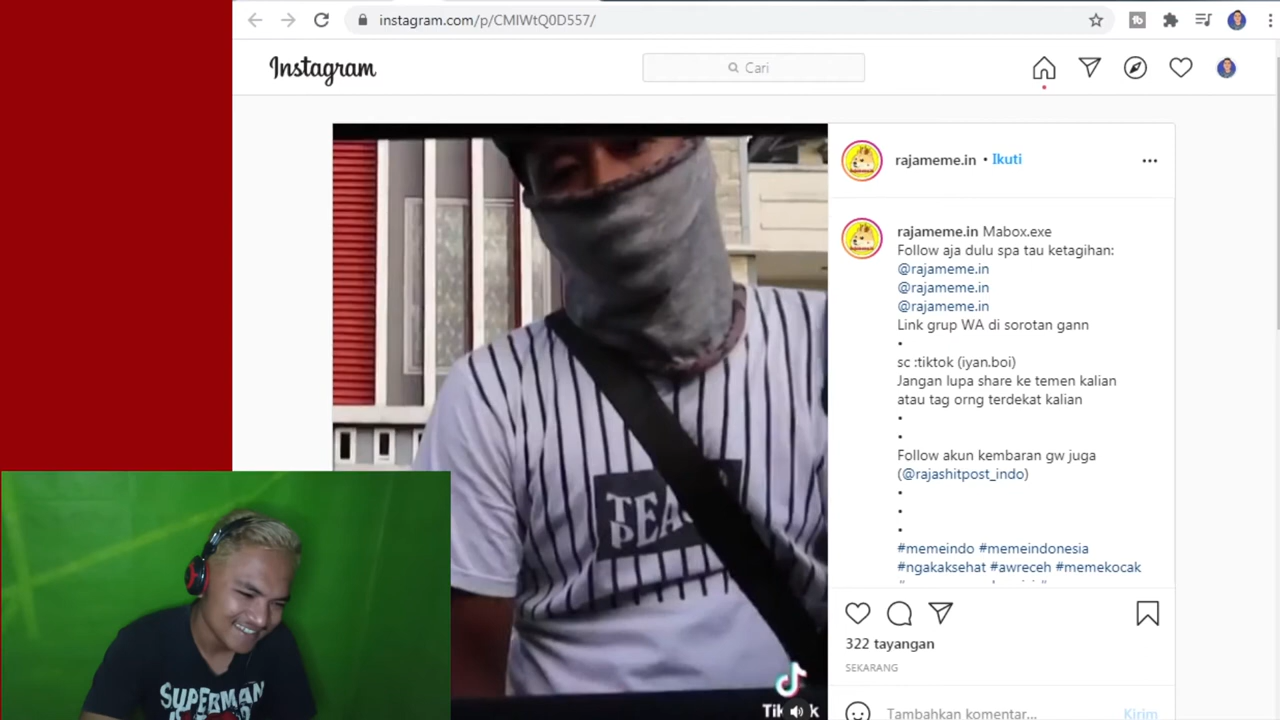 instagram.com/p/CMIWtQ0D557/
Instagram
Cari
rajameme.in • Ikuti
rajameme.in Mabox.exe
Follow aja dulu spa tau ketagihan:
@rajameme.in
@rajameme.in
@rajameme.in
Link grup WA di sorotan gann
•
sc :tiktok (iyan.boi)
Jangan lupa share ke temen kalian
atau tag orng terdekat kalian
•
•
Follow akun kembaran gw juga
(@rajashitpost_indo)
•
•
•
#memeindo #memeindonesia
#ngakaksehat #awreceh #memekocak
322 tayangan
SEKARANG
Tambahkan komentar...
Kirim
SUPERMAN